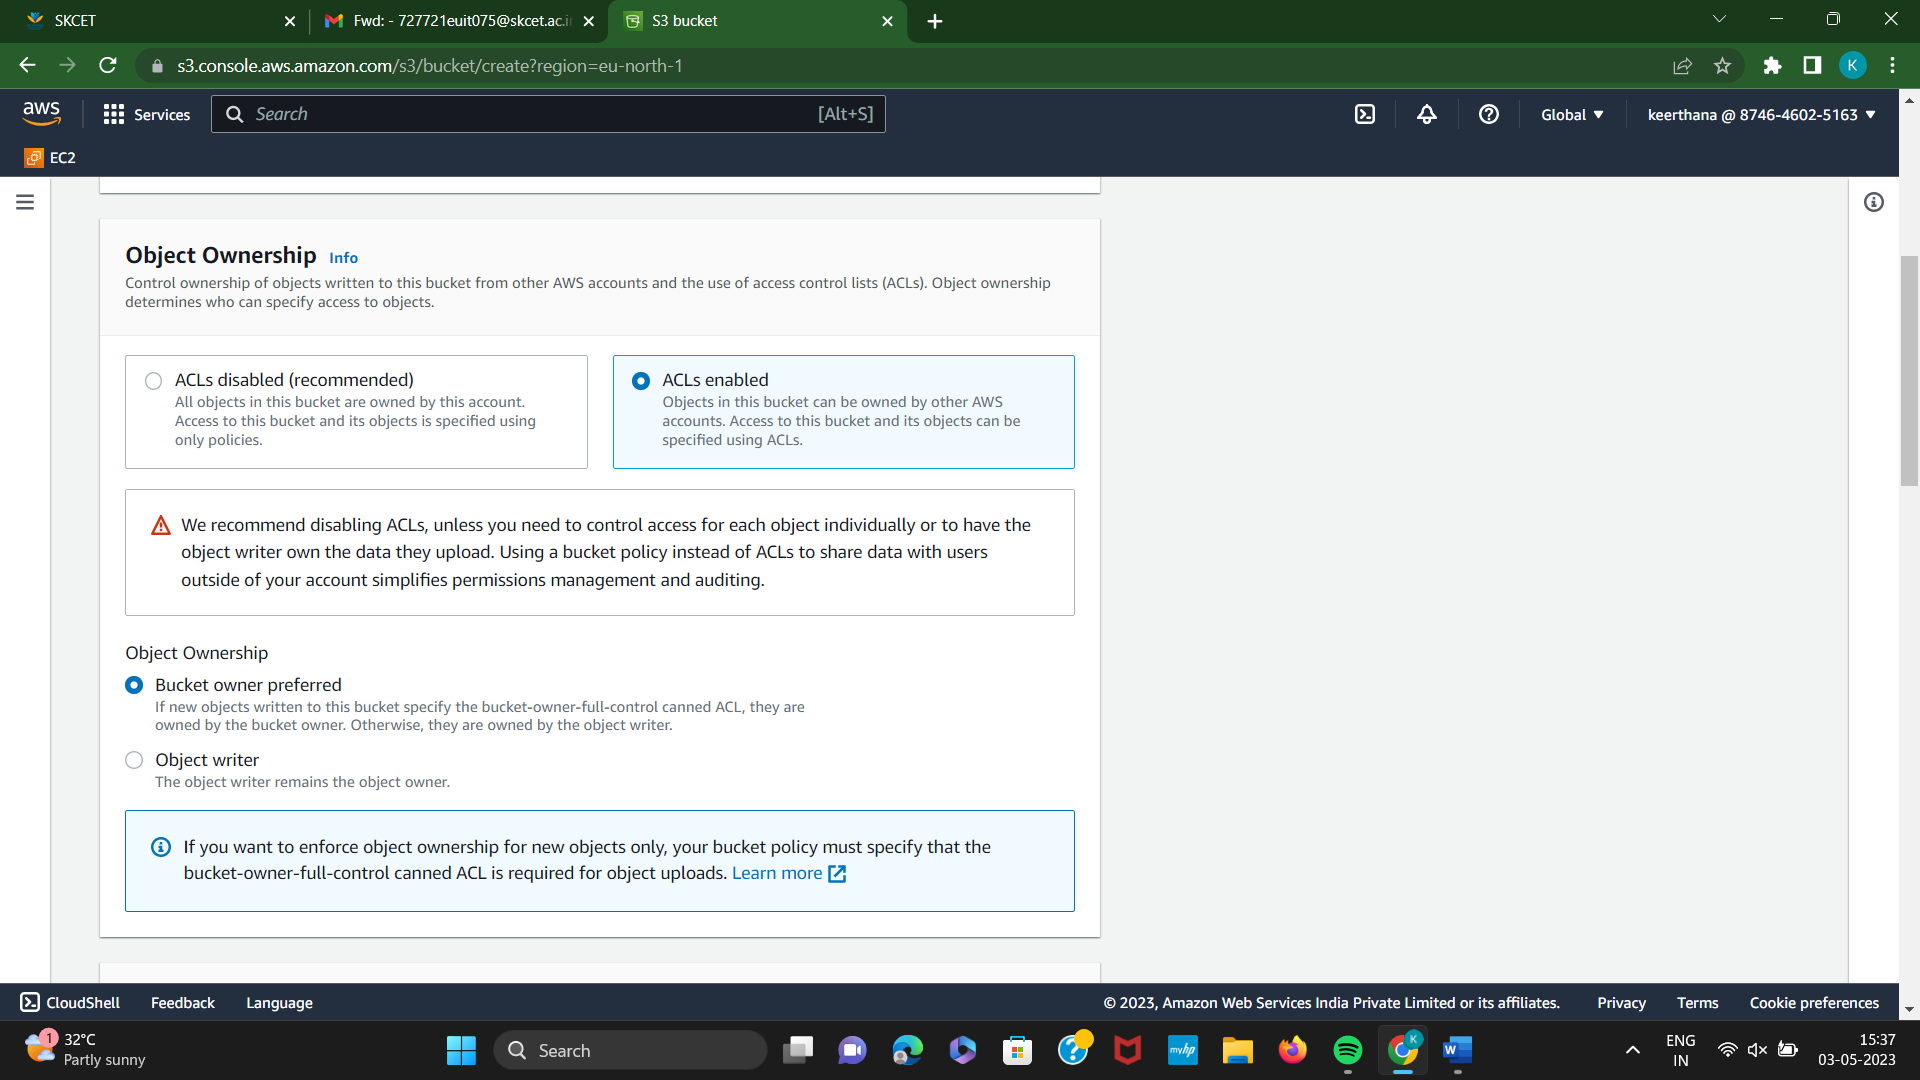 SKCET
Fwd: - 727721euit075@skcet.ac.i
S3 bucket
s3.console.aws.amazon.com/s3/bucket/create?region=eu-north-1
K
aws
Services
Search
[Alt+S]
Global
keerthana @ 8746-4602-5163
EC2
Object Ownership Info
Control ownership of objects written to this bucket from other AWS accounts and the use of access control lists (ACLs). Object ownership
determines who can specify access to objects.
ACLs disabled (recommended)
All objects in this bucket are owned by this account.
Access to this bucket and its objects is specified using
only policies.
ACLs enabled
Objects in this bucket can be owned by other AWS
accounts. Access to this bucket and its objects can be
specified using ACLs.
We recommend disabling ACLs, unless you need to control access for each object individually or to have the
object writer own the data they upload. Using a bucket policy instead of ACLs to share data with users
outside of your account simplifies permissions management and auditing.
Object Ownership
Bucket owner preferred
If new objects written to this bucket specify the bucket-owner-full-control canned ACL, they are
owned by the bucket owner. Otherwise, they are owned by the object writer.
Object writer
The object writer remains the object owner.
If you want to enforce object ownership for new objects only, your bucket policy must specify that the
bucket-owner-full-control canned ACL is required for object uploads. Learn more
CloudShell
Feedback
Language
© 2023, Amazon Web Services India Private Limited or its affiliates.
Privacy
Terms
Cookie preferences
1
32°C
Partly sunny
Search
myhp
K
W
ENG
IN
15:37
03-05-2023